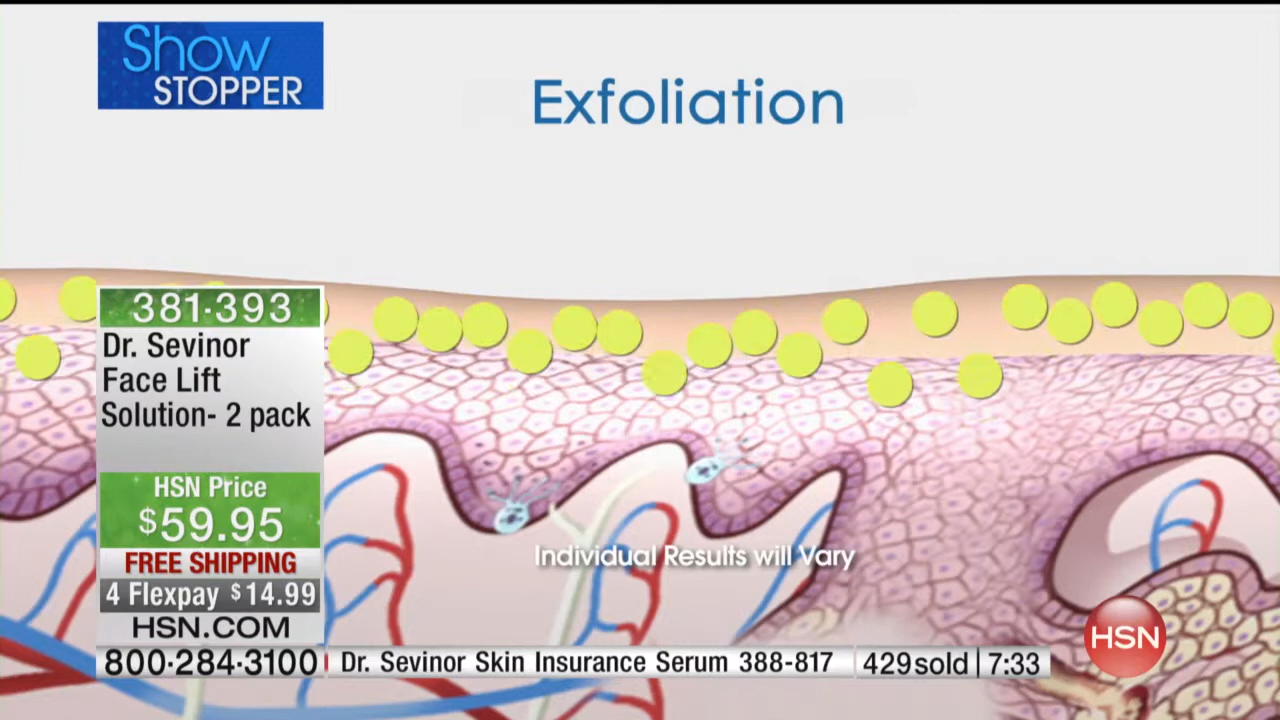 Show
STOPPER
Exfoliation
381·393
Dr. Sevinor
Face Lift
Solution- 2 pack
HSN Price
$59.95
FREE SHIPPING
4 Flexpay $14.99
HSN.COM
Individual Results will Vary
HSN
800·284·3100 Dr. Sevinor Skin Insurance Serum 388-817 429 sold | 7:33